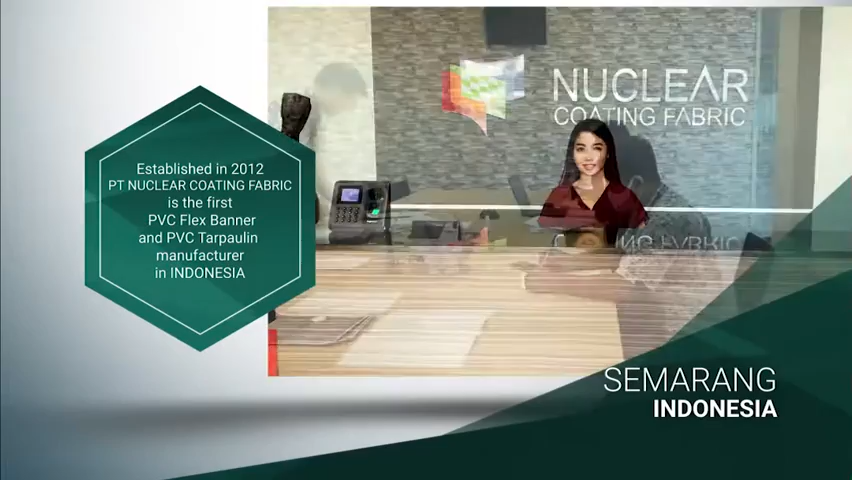 Established in 2012
PT NUCLEAR COATING FABRIC
is the first
PVC Flex Banner
and PVC Tarpaulin
manufacturer
in INDONESIA
NUCLEAR
COATING FABRIC
SEMARANG
INDONESIA